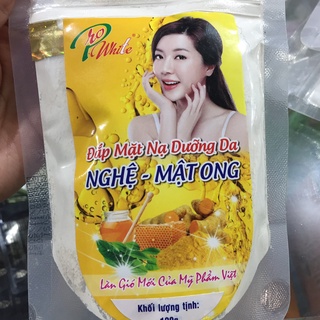 Pro
White
Đắp Mặt Nạ Dưỡng Da
NGHỆ - MẬT ONG
Làn Gió Mới Của Mỹ Phẩm Việt
Khối lượng tịnh:
100g